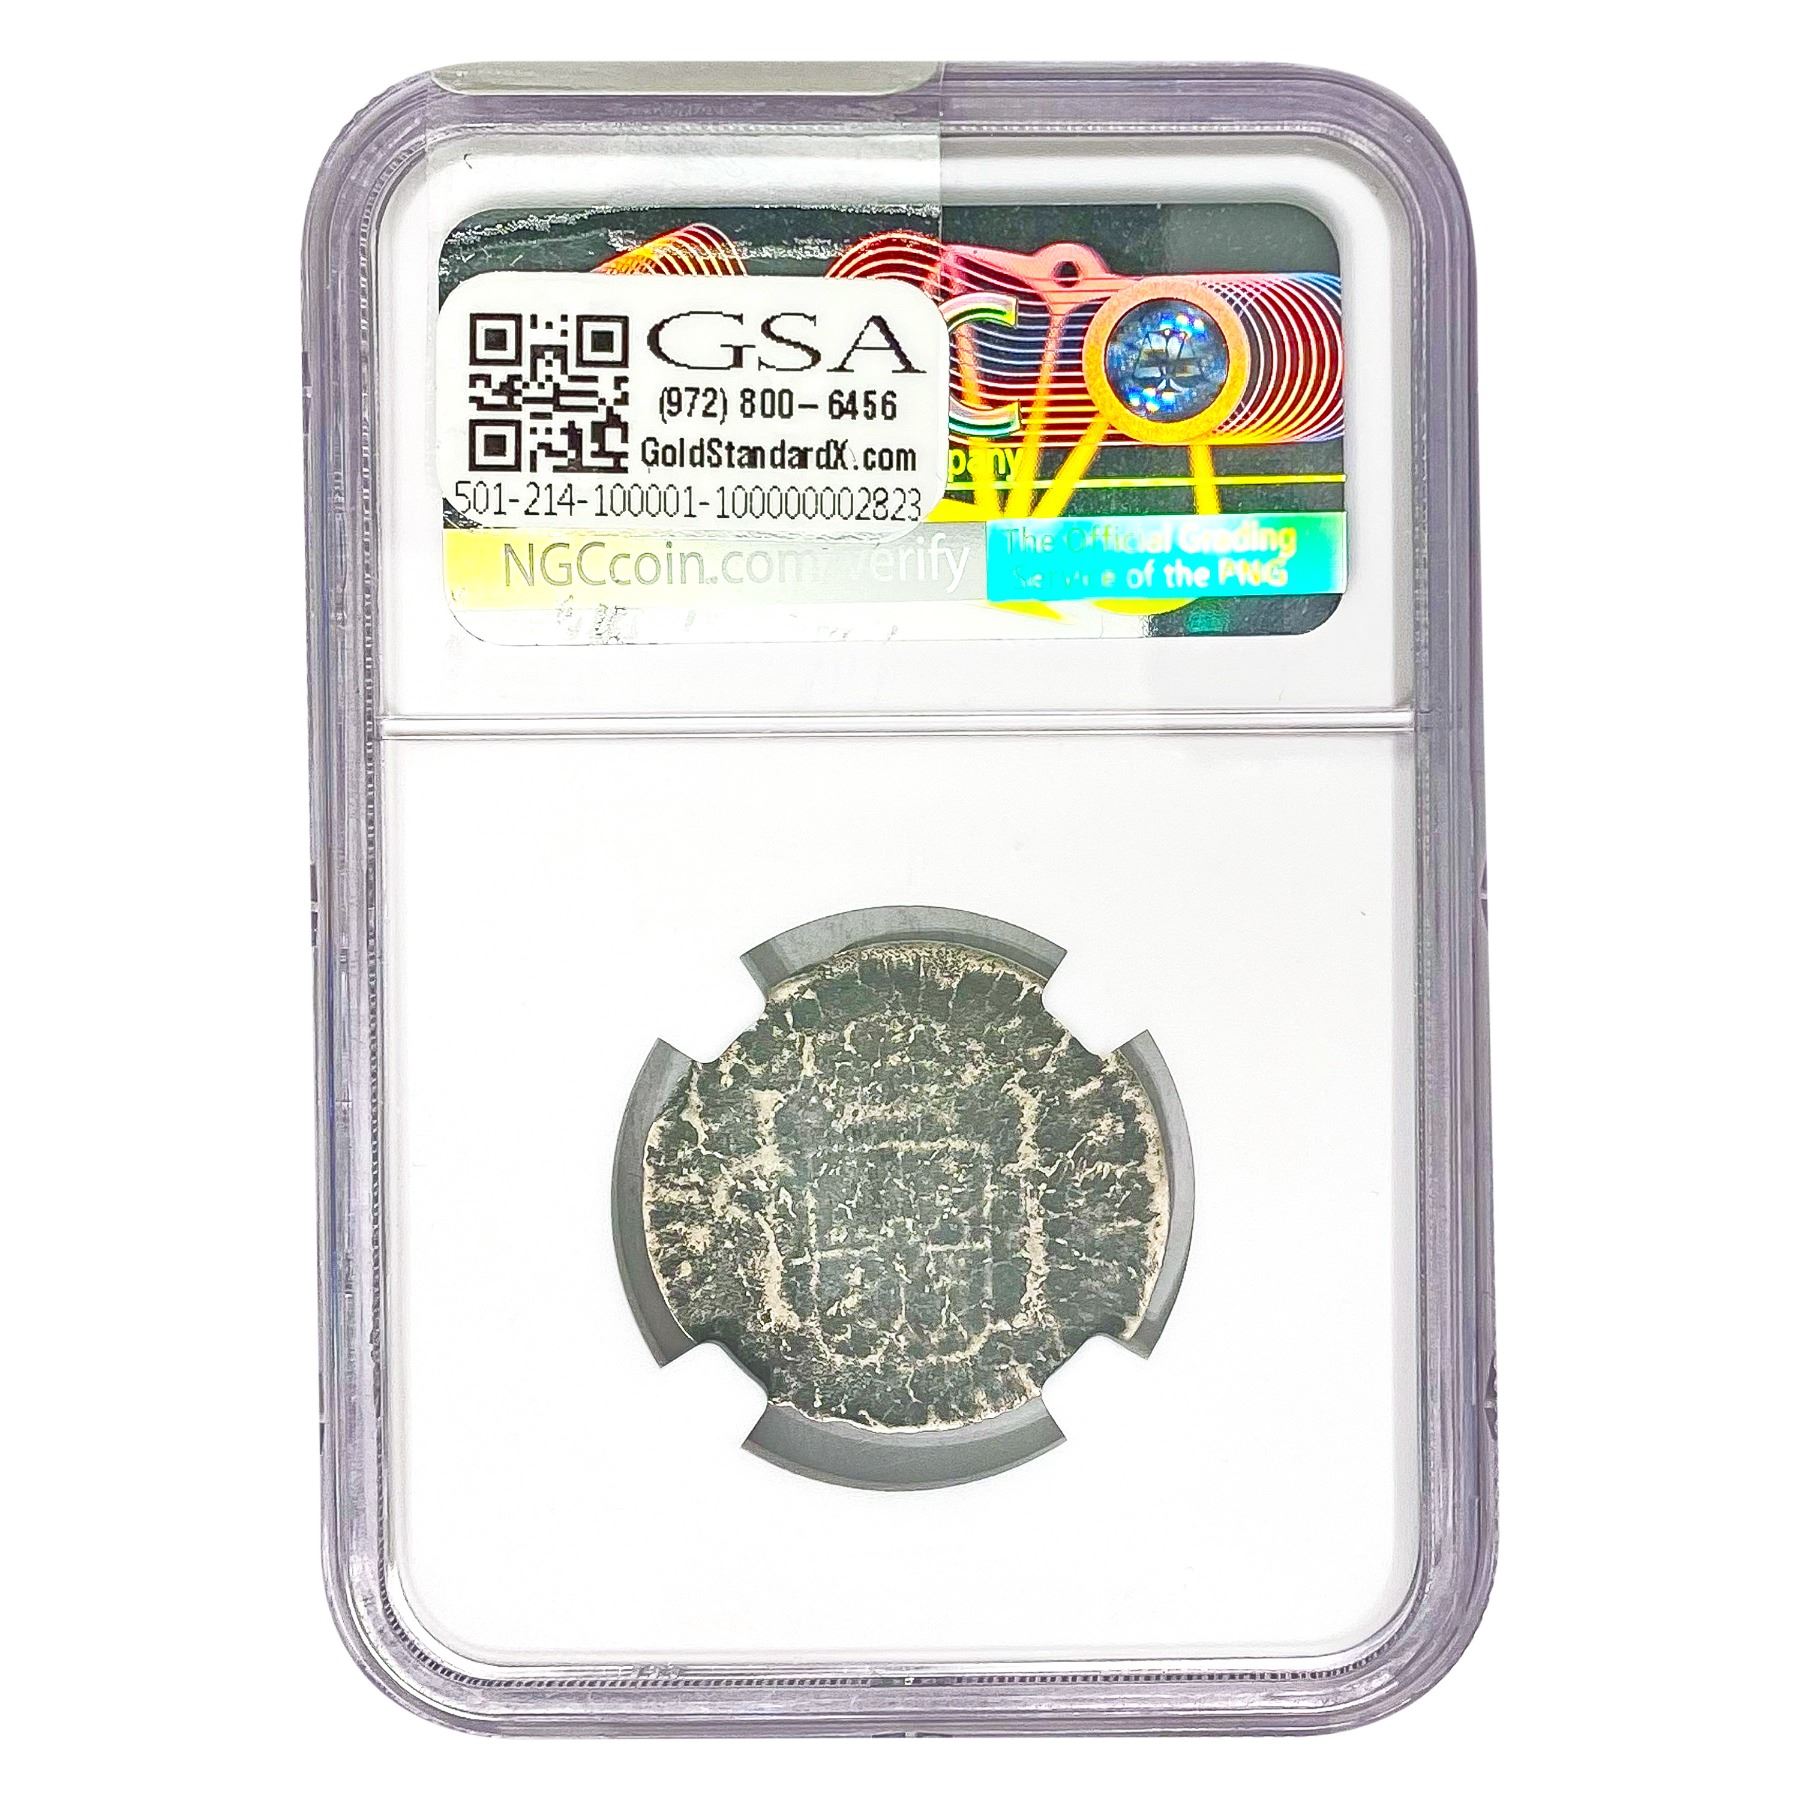 GSA
(972) 800-6456
GoldStandardX.com
501-214-100001-100000002823
C
pany
NGCcoin.com/verify
The Official Grading
Service of the PNG